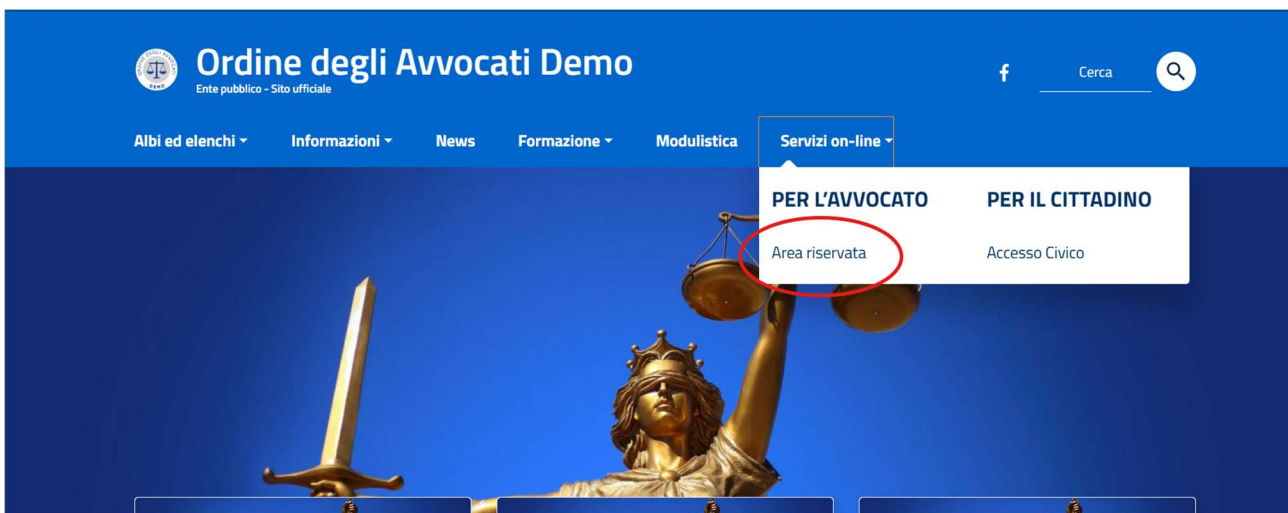 Ordine degli Avvocati Demo
Ente pubblico - Sito ufficiale
Cerca
Albi ed elenchi
Informazioni
News
Formazione
Modulistica
Servizi on-line
PER L'AVVOCATO
PER IL CITTADINO
Area riservata
Accesso Civico